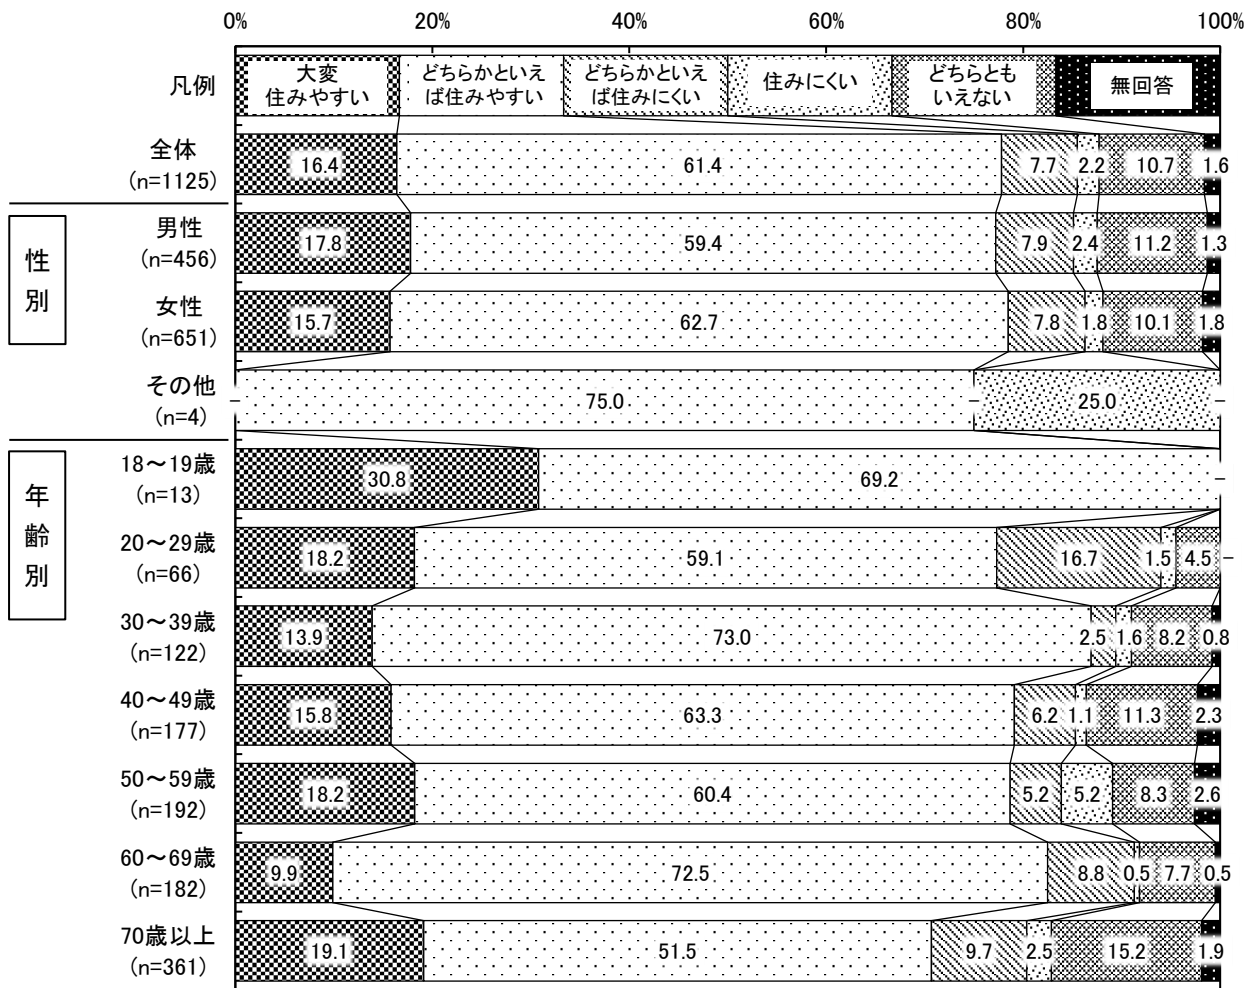 0% 20% 40% 60% 80% 100%
凡例
大変
住みやすい
どちらかといえ
ば住みやすい
どちらかといえ
ば住みにくい
住みにくい
どちらとも
いえない
無回答
全体
(n=1125)
16.4 61.4 7.7 2.2 10.7 1.6
性別
男性
(n=456)
17.8 59.4 7.9 2.4 11.2 1.3
女性
(n=651)
15.7 62.7 7.8 1.8 10.1 1.8
その他
(n=4)
75.0 25.0
年齢別
18～19歳
(n=13)
30.8 69.2
20～29歳
(n=66)
18.2 59.1 16.7 1.5 4.5
30～39歳
(n=122)
13.9 73.0 2.5 1.6 8.2 0.8
40～49歳
(n=177)
15.8 63.3 6.2 1.1 11.3 2.3
50～59歳
(n=192)
18.2 60.4 5.2 5.2 8.3 2.6
60～69歳
(n=182)
9.9 72.5 8.8 0.5 7.7 0.5
70歳以上
(n=361)
19.1 51.5 9.7 2.5 15.2 1.9